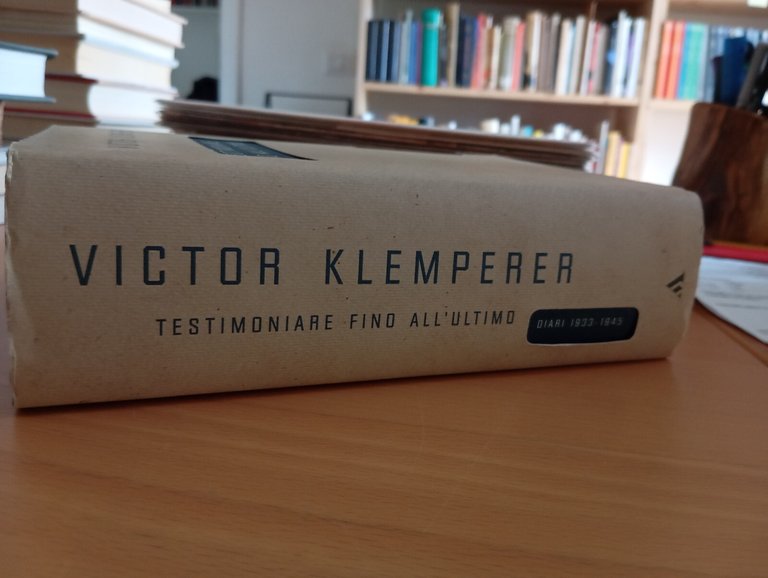 VICTOR KLEMPERER
TESTIMONIARE FINO ALL'ULTIMO
DIARI 1933-1945